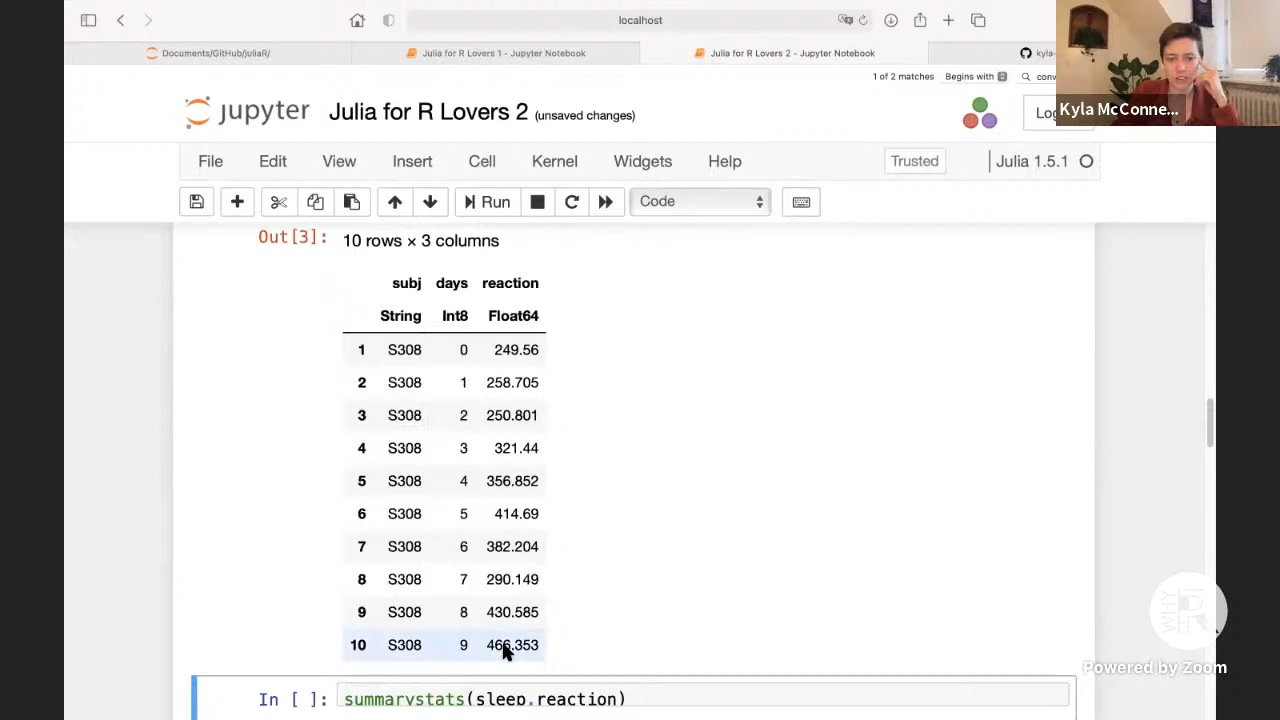 localhost
Documents/GitHub/juliaR/
Julia for R Lovers 1 - Jupyter Notebook
Julia for R Lovers 2 - Jupyter Notebook
kyla-
1 of 2 matches
Begins with
conv
Kyla McConne...
jupyter
Julia for R Lovers 2
(unsaved changes)
Log
File
Edit
View
Insert
Cell
Kernel
Widgets
Help
Trusted
Julia 1.5.1
Run
Code
Out[3]:
10 rows × 3 columns
subj days reaction
String Int8 Float64
1 S308 0 249.56
2 S308 1 258.705
3 S308 2 250.801
4 S308 3 321.44
5 S308 4 356.852
6 S308 5 414.69
7 S308 6 382.204
8 S308 7 290.149
9 S308 8 430.585
10 S308 9 466.353
WHY
R
Powered by Zoom
In [ ]: summarystats(sleep.reaction)